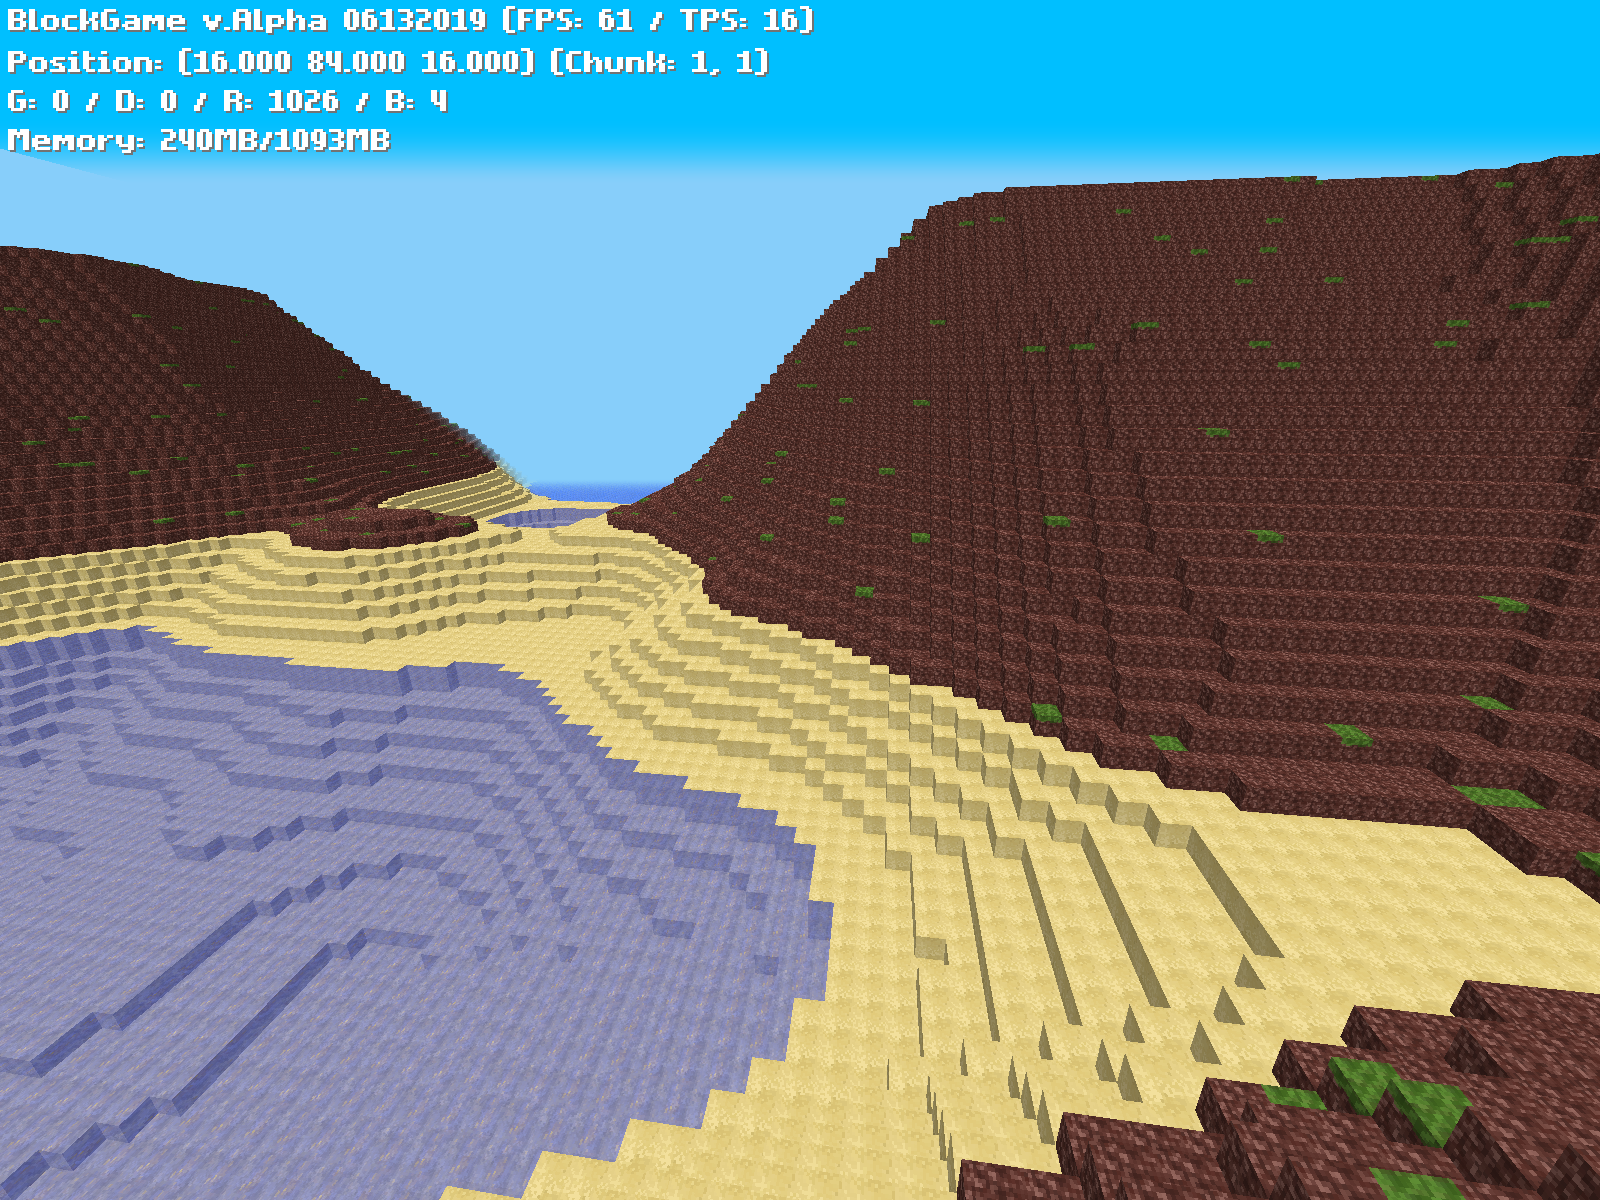 BlockGame v.Alpha 06132019 [FPS: 61 / TPS: 16]
Position: [16.000 84.000 16.000] [Chunk: 1, 1]
G: 0 / D: 0 / R: 1026 / B: 4
Memory: 240MB/1093MB